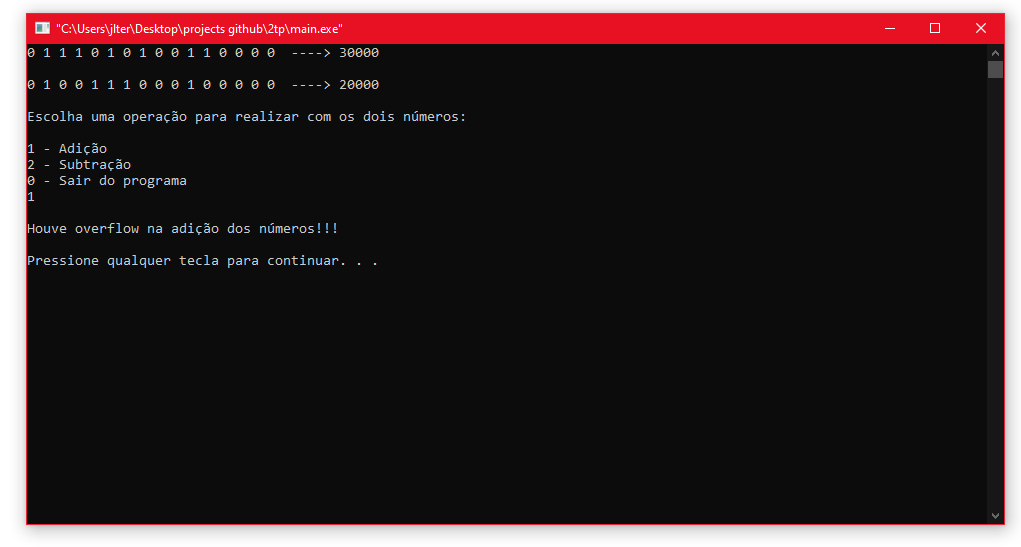 "C:\Users\jlter\Desktop\projects github\2tp\main.exe"
0 1 1 1 0 1 0 1 0 0 1 1 0 0 0 0  ----> 30000
0 1 0 0 1 1 1 0 0 0 1 0 0 0 0 0  ----> 20000
Escolha uma operação para realizar com os dois números:
1 - Adição
2 - Subtração
0 - Sair do programa
1
Houve overflow na adição dos números!!!
Pressione qualquer tecla para continuar. . .